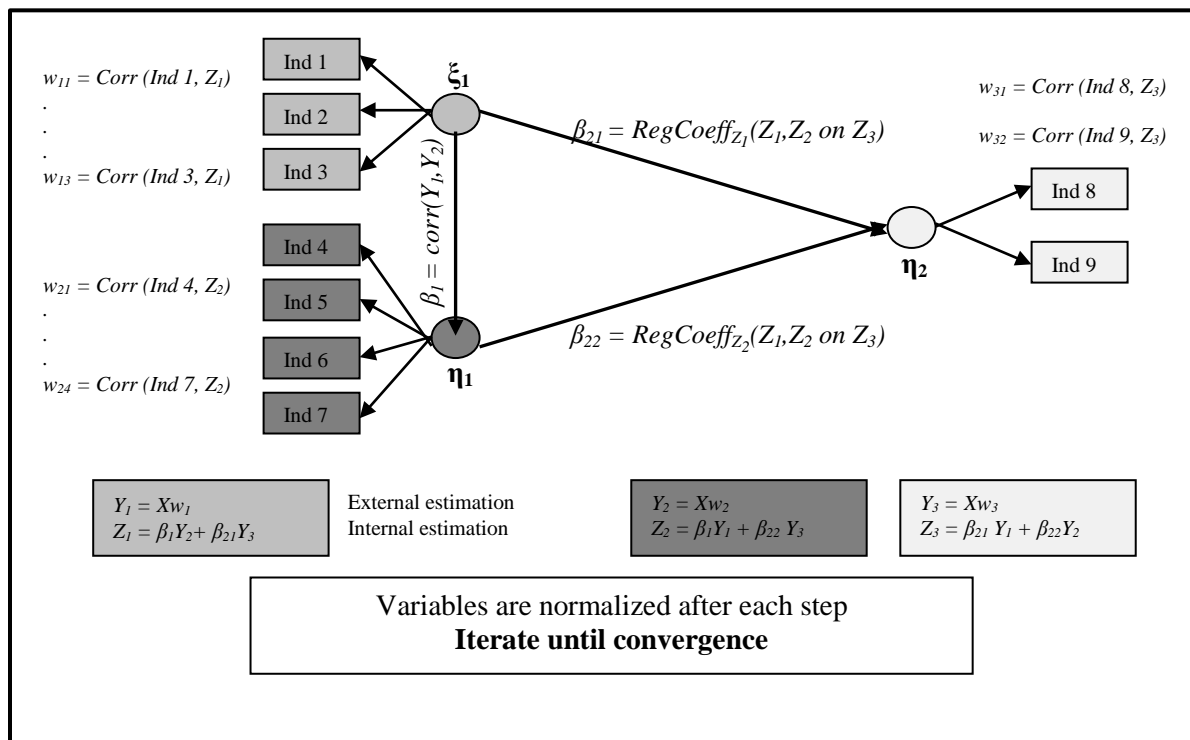 w₁₁ = Corr (Ind 1, Z₁)
.
.
.
w₁₃ = Corr (Ind 3, Z₁)
Ind 1
Ind 2
Ind 3
ξ₁
β₁ = corr(Y₁,Y₂)
β₂₁ = RegCoeff_Z₁(Z₁,Z₂ on Z₃)
w₃₁ = Corr (Ind 8, Z₃)
w₃₂ = Corr (Ind 9, Z₃)
Ind 8
Ind 9
η₂
w₂₁ = Corr (Ind 4, Z₂)
.
.
.
w₂₄ = Corr (Ind 7, Z₂)
Ind 4
Ind 5
Ind 6
Ind 7
η₁
β₂₂ = RegCoeff_Z₂(Z₁,Z₂ on Z₃)
Y₁ = Xw₁
Z₁ = β₁Y₂+ β₂₁Y₃
External estimation
Internal estimation
Y₂ = Xw₂
Z₂ = β₁Y₁ + β₂₂ Y₃
Y₃ = Xw₃
Z₃ = β₂₁ Y₁ + β₂₂Y₂
Variables are normalized after each step
Iterate until convergence